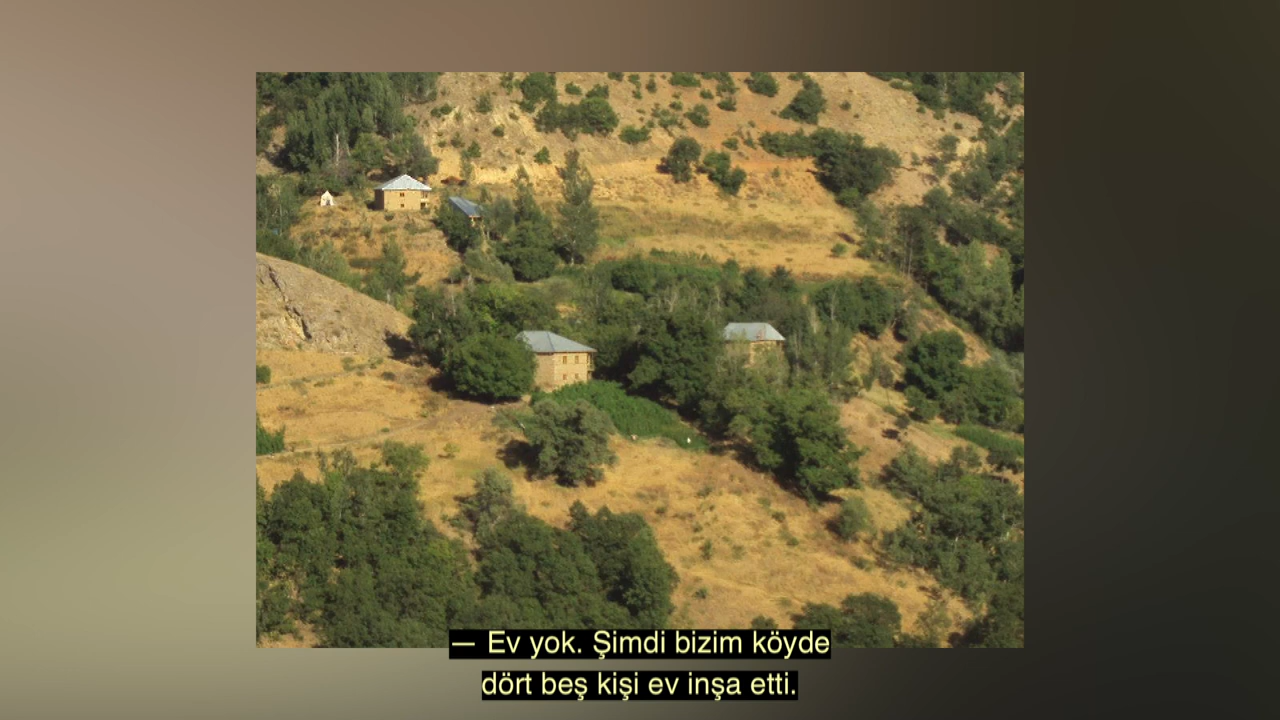 — Ev yok. Şimdi bizim köyde
dört beş kişi ev inşa etti.